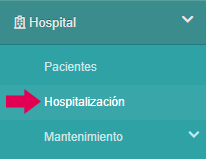 Hospital
Pacientes
Hospitalización
Mantenimiento